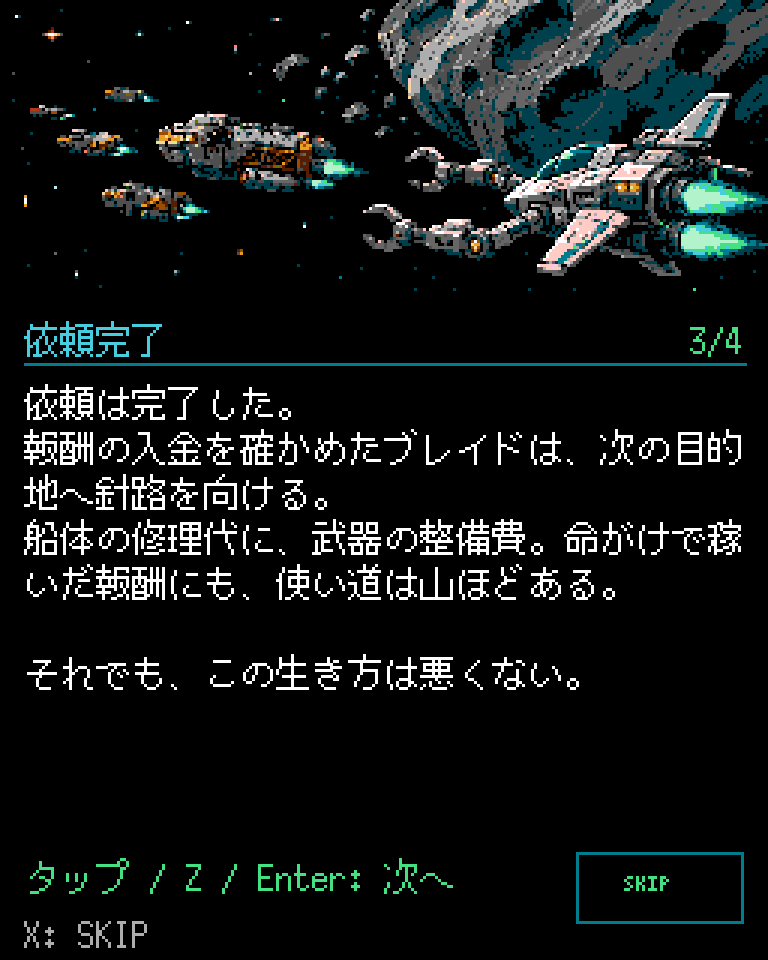 依頼完了
3/4
依頼は完了した。
報酬の入金を確かめたブレイドは、次の目的
地へ針路を向ける。
船体の修理代に、武器の整備費。命がけで稼
いだ報酬にも、使い道は山ほどある。
それでも、この生き方は悪くない。
タップ / Z / Enter: 次へ
SKIP
X: SKIP